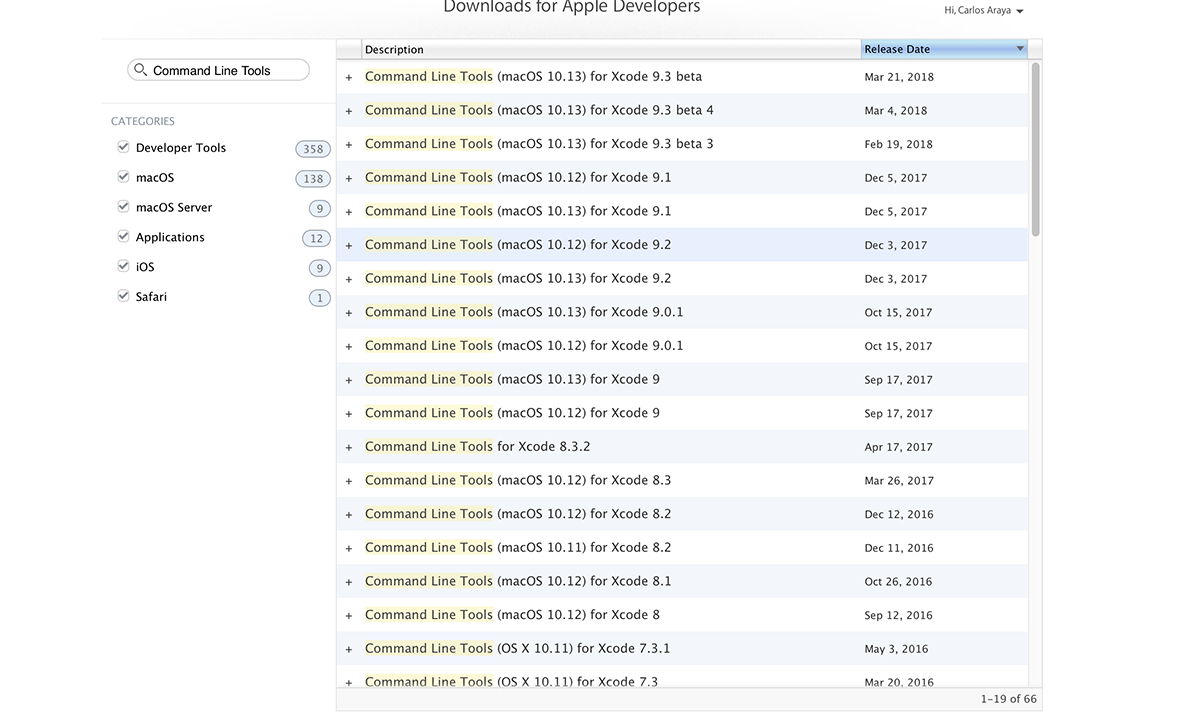 Downloads for Apple Developers
Hi, Carlos Araya
Command Line Tools
CATEGORIES
Developer Tools 358
macOS 138
macOS Server 9
Applications 12
iOS 9
Safari 1
Description Release Date
+ Command Line Tools (macOS 10.13) for Xcode 9.3 beta Mar 21, 2018
+ Command Line Tools (macOS 10.13) for Xcode 9.3 beta 4 Mar 4, 2018
+ Command Line Tools (macOS 10.13) for Xcode 9.3 beta 3 Feb 19, 2018
+ Command Line Tools (macOS 10.12) for Xcode 9.1 Dec 5, 2017
+ Command Line Tools (macOS 10.13) for Xcode 9.1 Dec 5, 2017
+ Command Line Tools (macOS 10.12) for Xcode 9.2 Dec 3, 2017
+ Command Line Tools (macOS 10.13) for Xcode 9.2 Dec 3, 2017
+ Command Line Tools (macOS 10.13) for Xcode 9.0.1 Oct 15, 2017
+ Command Line Tools (macOS 10.12) for Xcode 9.0.1 Oct 15, 2017
+ Command Line Tools (macOS 10.13) for Xcode 9 Sep 17, 2017
+ Command Line Tools (macOS 10.12) for Xcode 9 Sep 17, 2017
+ Command Line Tools for Xcode 8.3.2 Apr 17, 2017
+ Command Line Tools (macOS 10.12) for Xcode 8.3 Mar 26, 2017
+ Command Line Tools (macOS 10.12) for Xcode 8.2 Dec 12, 2016
+ Command Line Tools (macOS 10.11) for Xcode 8.2 Dec 11, 2016
+ Command Line Tools (macOS 10.12) for Xcode 8.1 Oct 26, 2016
+ Command Line Tools (macOS 10.12) for Xcode 8 Sep 12, 2016
+ Command Line Tools (OS X 10.11) for Xcode 7.3.1 May 3, 2016
+ Command Line Tools (OS X 10.11) for Xcode 7.3 Mar 20, 2016
1–19 of 66